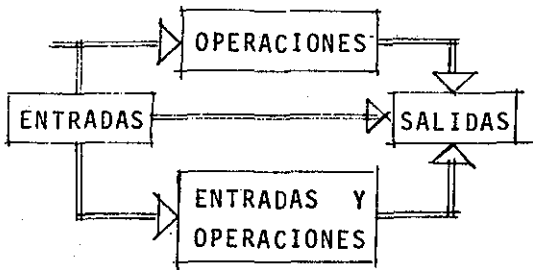 OPERACIONES
ENTRADAS
SALIDAS
ENTRADAS Y
OPERACIONES